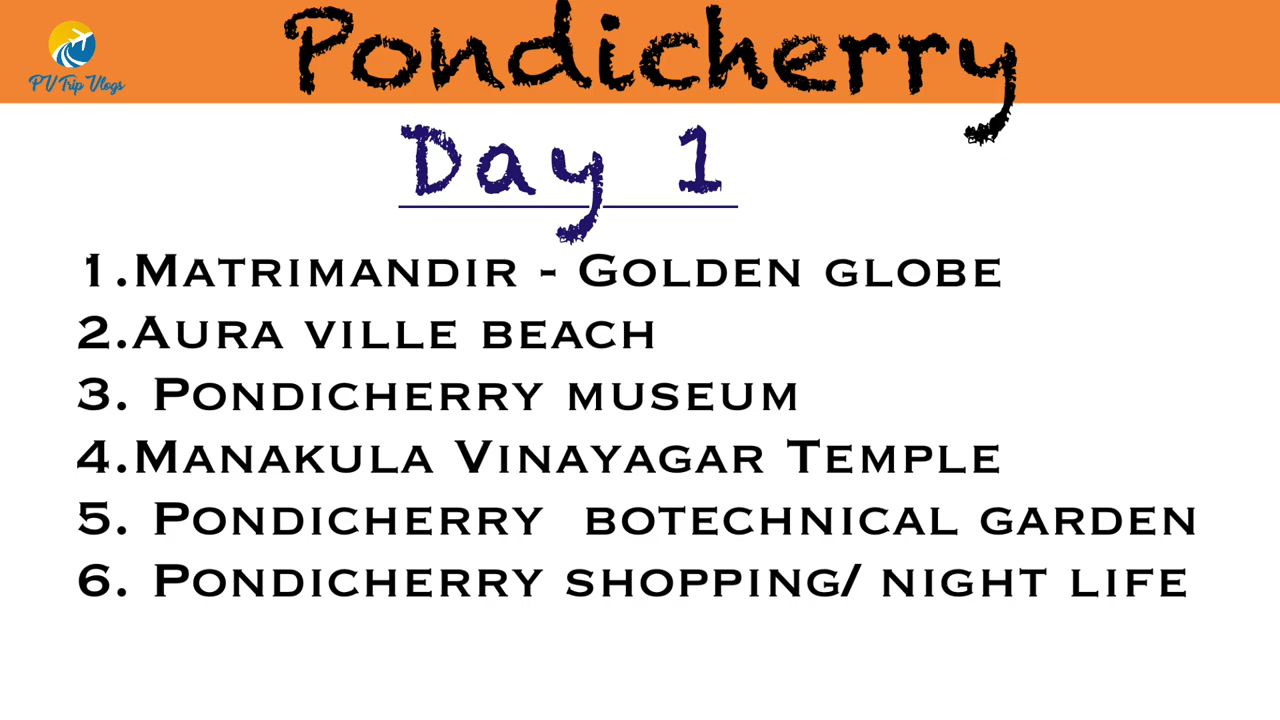 Pondicherry
PV Trip Vlogs
Day 1
1.Matrimandir - Golden globe
2.Aura ville beach
3. Pondicherry museum
4.Manakula Vinayagar Temple
5. Pondicherry botechnical garden
6. Pondicherry shopping/ night life